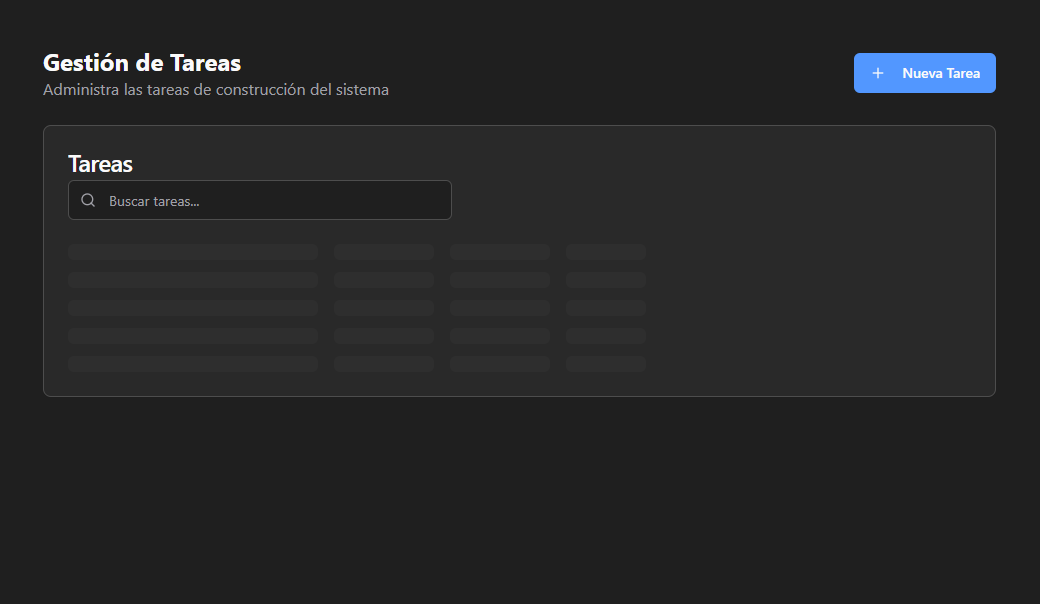 Gestión de Tareas
Administra las tareas de construcción del sistema
Nueva Tarea
Tareas
Buscar tareas...